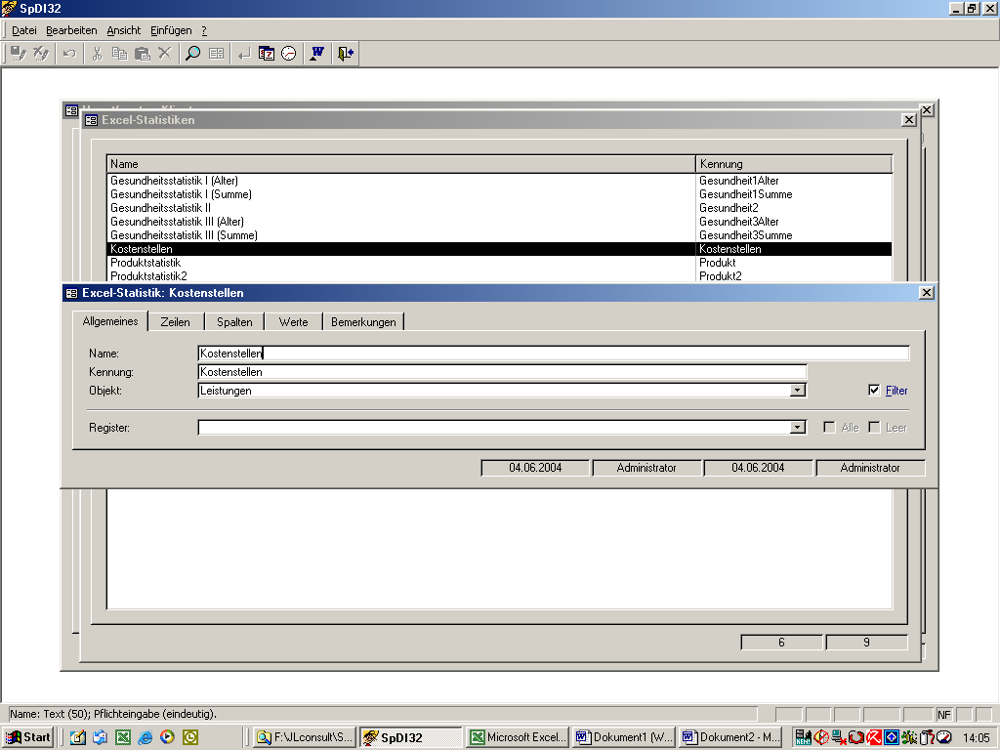 SpDI32
Datei Bearbeiten Ansicht Einfügen ?
Excel-Statistiken
Name Kennung
Gesundheitsstatistik I (Alter) Gesundheit1Alter
Gesundheitsstatistik I (Summe) Gesundheit1Summe
Gesundheitsstatistik II Gesundheit2
Gesundheitsstatistik III (Alter) Gesundheit3Alter
Gesundheitsstatistik III (Summe) Gesundheit3Summe
Kostenstellen Kostenstellen
Produktstatistik Produkt
Produktstatistik2 Produkt2
Excel-Statistik: Kostenstellen
Allgemeines Zeilen Spalten Werte Bemerkungen
Name: Kostenstellen
Kennung: Kostenstellen
Objekt: Leistungen Filter
Register: Alle Leer
04.06.2004 Administrator 04.06.2004 Administrator
6 9
Name: Text (50); Pflichteingabe (eindeutig). NF
Start F:\JLconsult\S... SpDI32 Microsoft Excel... Dokument1 (W... Dokument2 - M... 14:05